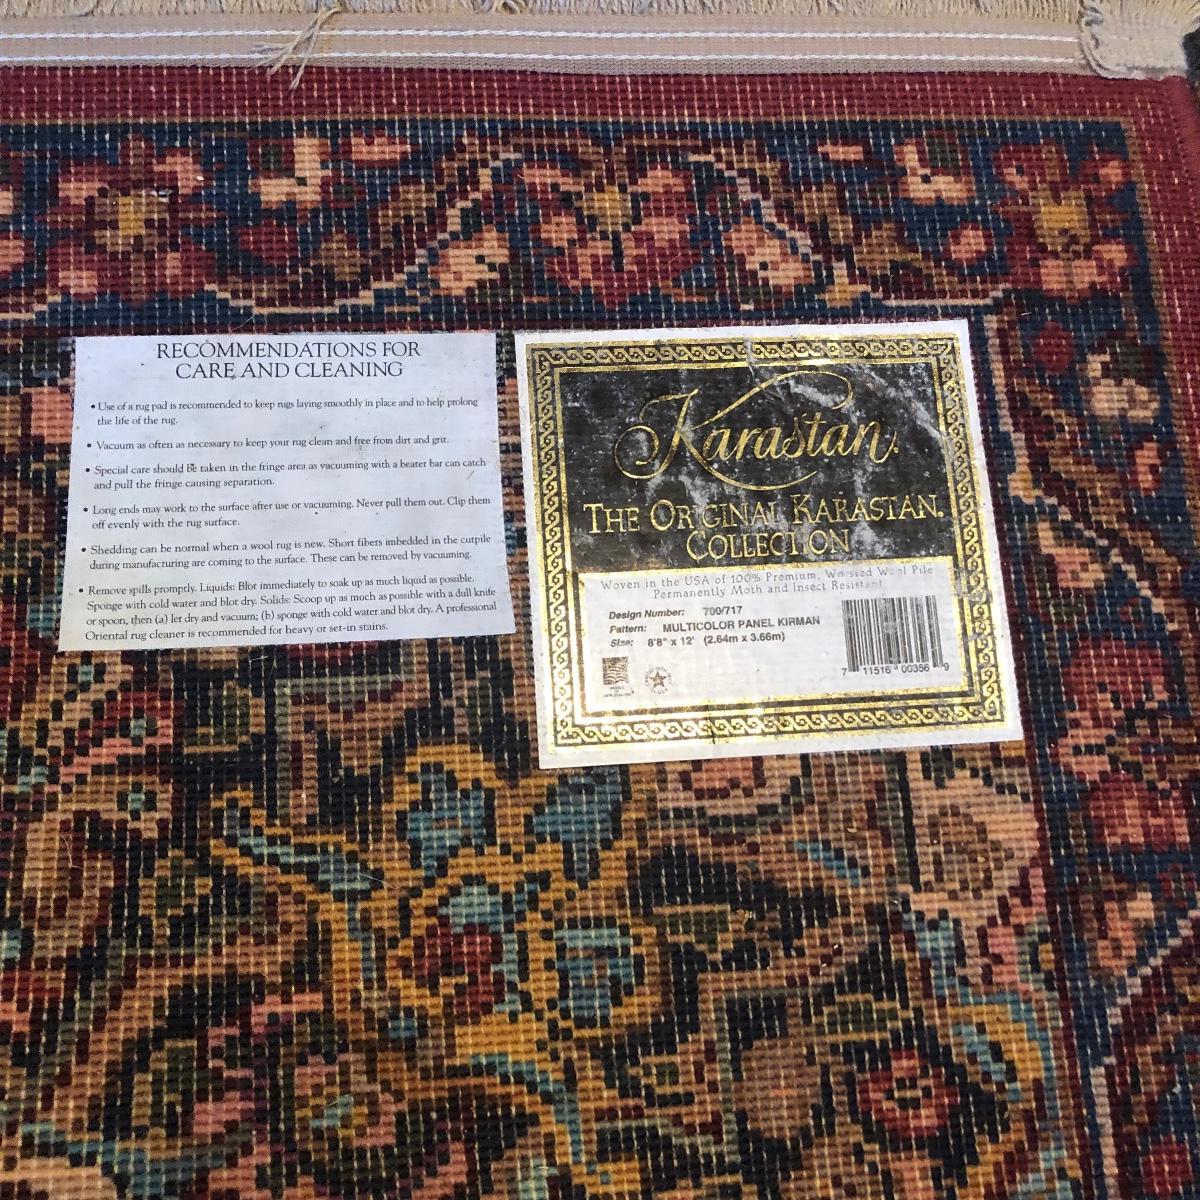 RECOMMENDATIONS FOR
CARE AND CLEANING
• Use of a rug pad is recommended to keep rugs laying smoothly in place and to help prolong
the life of the rug.
• Vacuum as often as necessary to keep your rug clean and free from dirt and grit.
• Special care should be taken in the fringe area as vacuuming with a beater bar can catch
and pull the fringe causing separation.
• Long ends may work to the surface after use or vacuuming. Never pull them out. Clip them
off evenly with the rug surface.
• Shedding can be normal when a wool rug is new. Short fibers imbedded in the cutpile
during manufacturing are coming to the surface. These can be removed by vacuuming.
• Remove spills promptly. Liquids: Blot immediately to soak up as much liquid as possible.
Sponge with cold water and blot dry. Solids: Scoop up as much as possible with a dull knife
or spoon, then (a) let dry and vacuum; (b) sponge with cold water and blot dry. A professional
Oriental rug cleaner is recommended for heavy or set-in stains.
Karastan.
THE ORIGINAL KARASTAN.
COLLECTION
Woven in the USA of 100% Premium, Worsted Wool Pile
Permanently Moth and Insect Resistant
Design Number: 700/717
Pattern: MULTICOLOR PANEL KIRMAN
Size: 8'8" x 12' (2.64m x 3.66m)
7 11516 00356 9